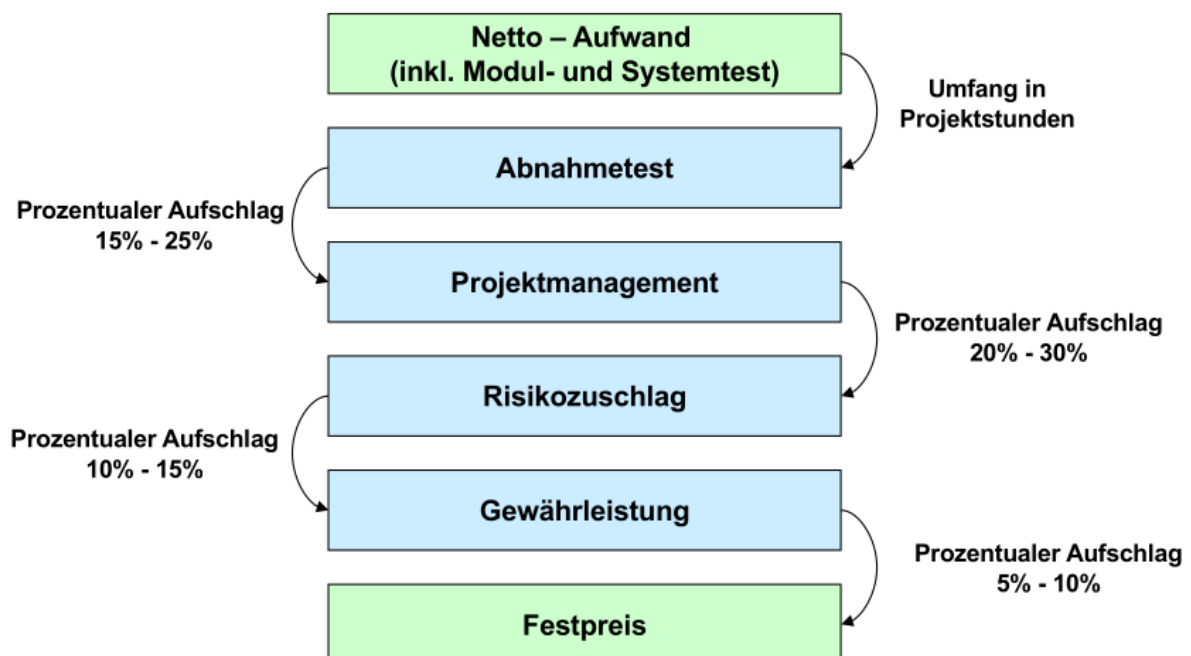 Netto – Aufwand
(inkl. Modul- und Systemtest)
Umfang in
Projektstunden
Abnahmetest
Prozentualer Aufschlag
15% - 25%
Projektmanagement
Prozentualer Aufschlag
20% - 30%
Risikozuschlag
Prozentualer Aufschlag
10% - 15%
Gewährleistung
Prozentualer Aufschlag
5% - 10%
Festpreis